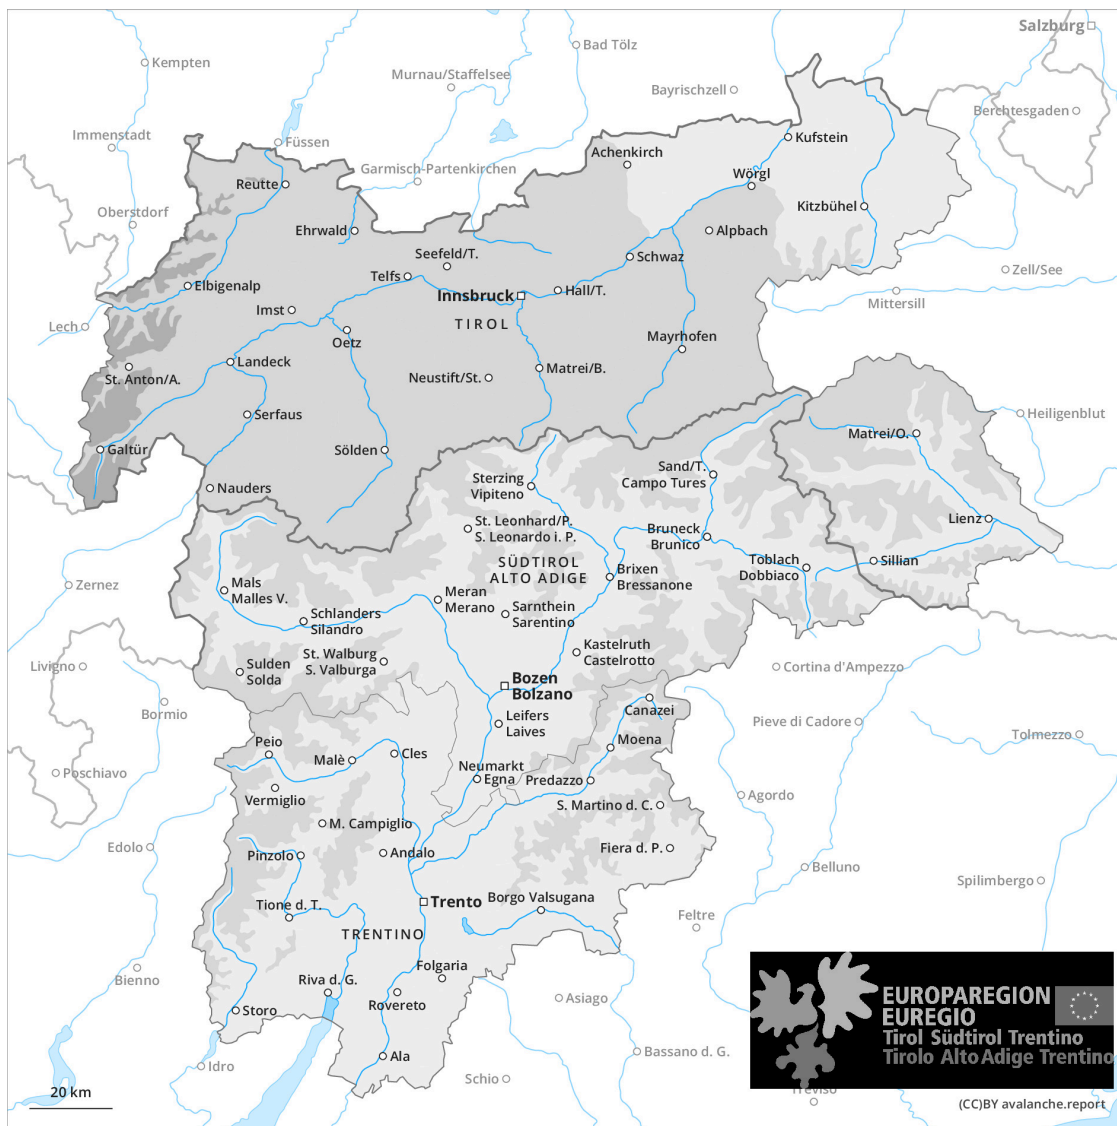 Salzburg
Bad Tölz
Kempten
Murnau/Staffelsee
Bayrischzell
Berchtesgaden
Immenstadt
Füssen
Kufstein
Achenkirch
Garmisch-Partenkirchen
Wörgl
Reutte
Kitzbühel
Oberstdorf
Ehrwald
Alpbach
Seefeld/T.
Schwaz
Telfs
Zell/See
Elbigenalp
Innsbruck
Hall/T.
Mittersill
Imst
TIROL
Lech
Oetz
Mayrhofen
Landeck
Matrei/B.
St. Anton/A.
Neustift/St.
Serfaus
Heiligenblut
Matrei/O.
Galtür
Sölden
Sand/T.
Campo Tures
Sterzing
Vipiteno
Nauders
Lienz
St. Leonhard/P.
S. Leonardo i. P.
Bruneck
Brunico
SÜDTIROL
ALTO ADIGE
Toblach
Dobbiaco
Sillian
Brixen
Bressanone
Zernez
Mals
Malles V.
Meran
Merano
Schlanders
Silandro
Sarnthein
Sarentino
Kastelruth
Castelrotto
St. Walburg
S. Valburga
Livigno
Sulden
Solda
Cortina d'Ampezzo
Bozen
Bolzano
Bormio
Canazei
Leifers
Laives
Pieve di Cadore
Tolmezzo
Peio
Moena
Malè
Cles
Poschiavo
Neumarkt
Egna
Predazzo
Vermiglio
Agordo
S. Martino d. C.
M. Campiglio
Edolo
Pinzolo
Andalo
Fiera d. P.
Belluno
Spilimbergo
Trento
Borgo Valsugana
Tione d. T.
Feltre
TRENTINO
Bienno
Folgaria
Riva d. G.
Rovereto
Asiago
Storo
EUROPAREGION
EUREGIO
Tirol Südtirol Trentino
Tirolo Alto Adige Trentino
Ala
Bassano d. G.
Idro
Schio
20 km
Treviso
(CC)BY avalanche.report